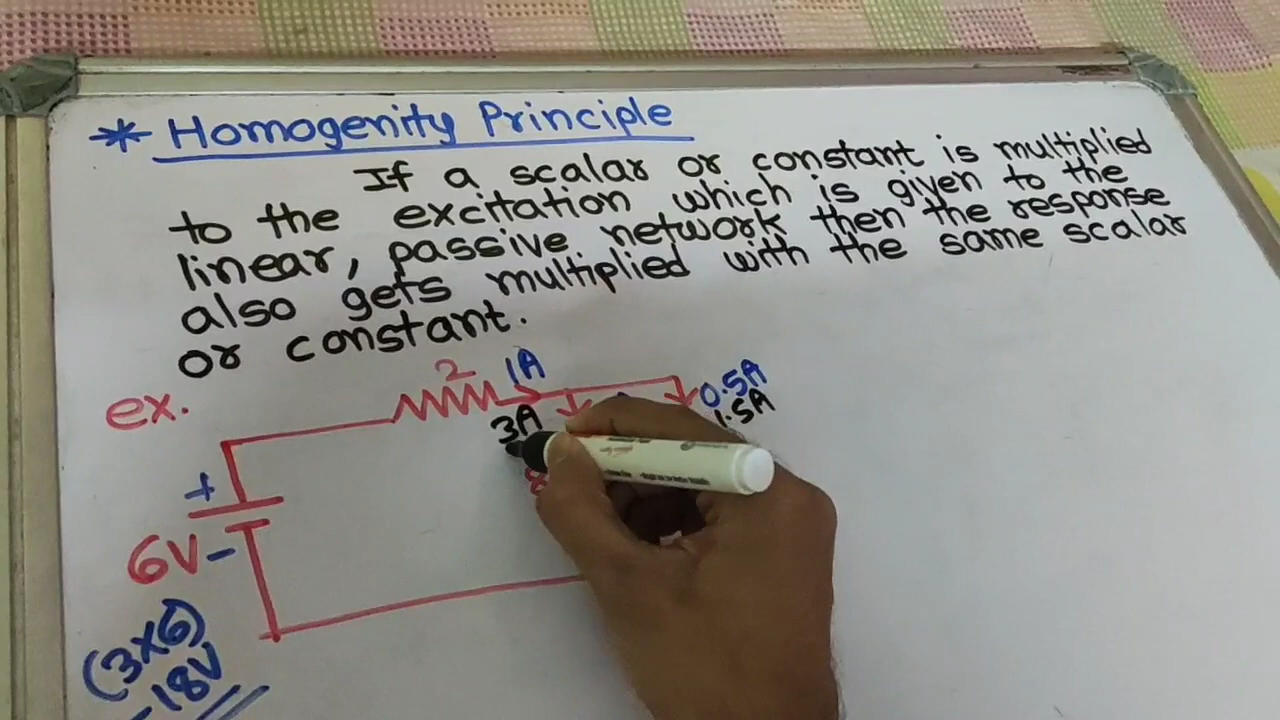 * Homogenity Principle
If a scalar or constant is multiplied
to the excitation which is given to the
linear, passive network then the response
also gets multiplied with the same scalar
or constant.
ex.
2
1A
0.5A
3A
1.5A
8
+
6V
-
(3x6)
18V